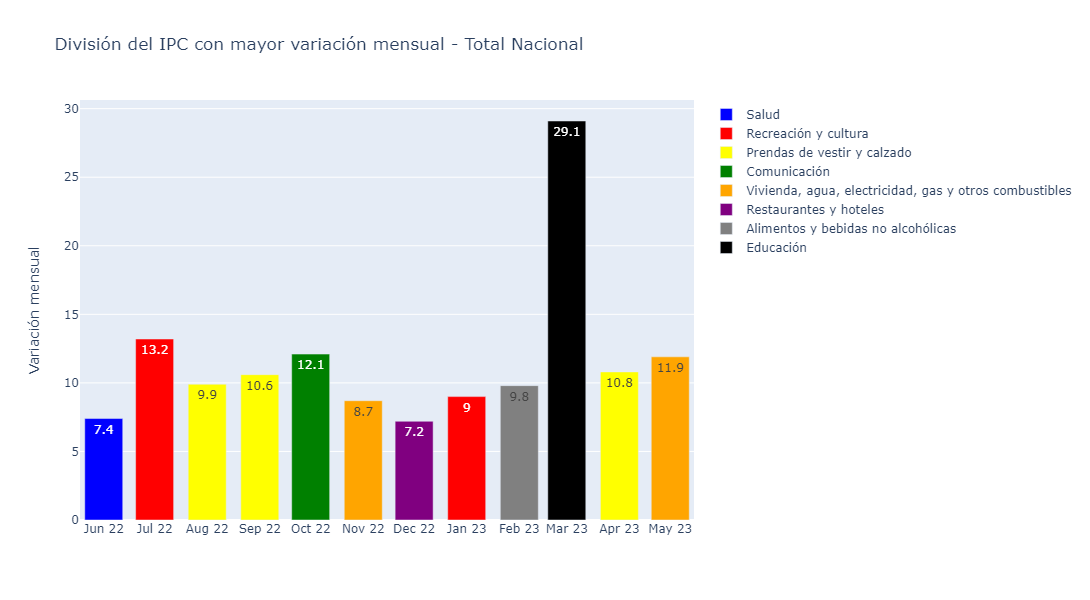 División del IPC con mayor variación mensual - Total Nacional
Variación mensual
30
25
20
15
10
5
0
7.4
13.2
9.9
10.6
12.1
8.7
7.2
9
9.8
29.1
10.8
11.9
Jun 22
Jul 22
Aug 22
Sep 22
Oct 22
Nov 22
Dec 22
Jan 23
Feb 23
Mar 23
Apr 23
May 23
Salud
Recreación y cultura
Prendas de vestir y calzado
Comunicación
Vivienda, agua, electricidad, gas y otros combustibles
Restaurantes y hoteles
Alimentos y bebidas no alcohólicas
Educación